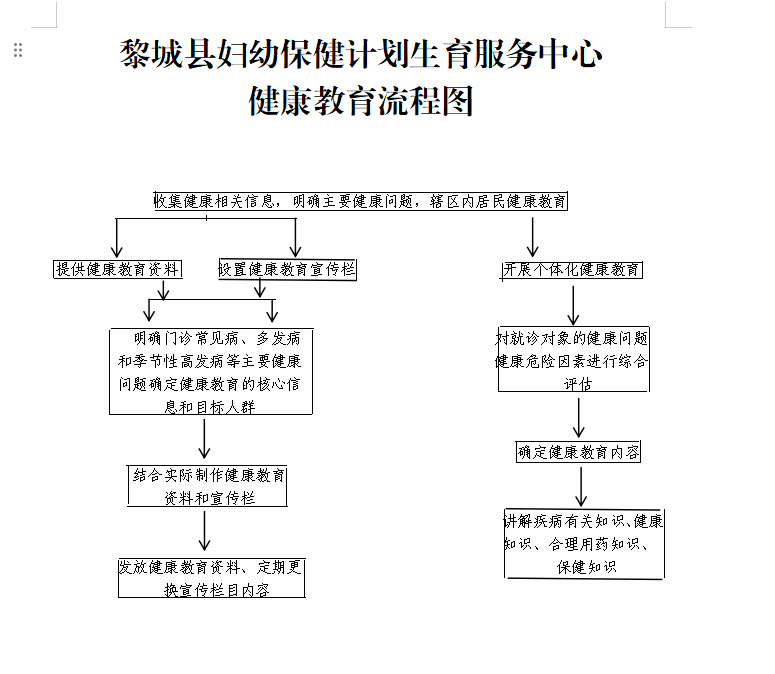 黎城县妇幼保健计划生育服务中心
健康教育流程图
收集健康相关信息，明确主要健康问题，辖区内居民健康教育
提供健康教育资料
设置健康教育宣传栏
开展个体化健康教育
明确门诊常见病、多发病
和季节性高发病等主要健康
问题确定健康教育的核心信
息和目标人群
对就诊对象的健康问题
健康危险因素进行综合
评估
确定健康教育内容
结合实际制作健康教育
资料和宣传栏
讲解疾病有关知识、健康
知识、合理用药知识、
保健知识
发放健康教育资料、定期更
换宣传栏目内容